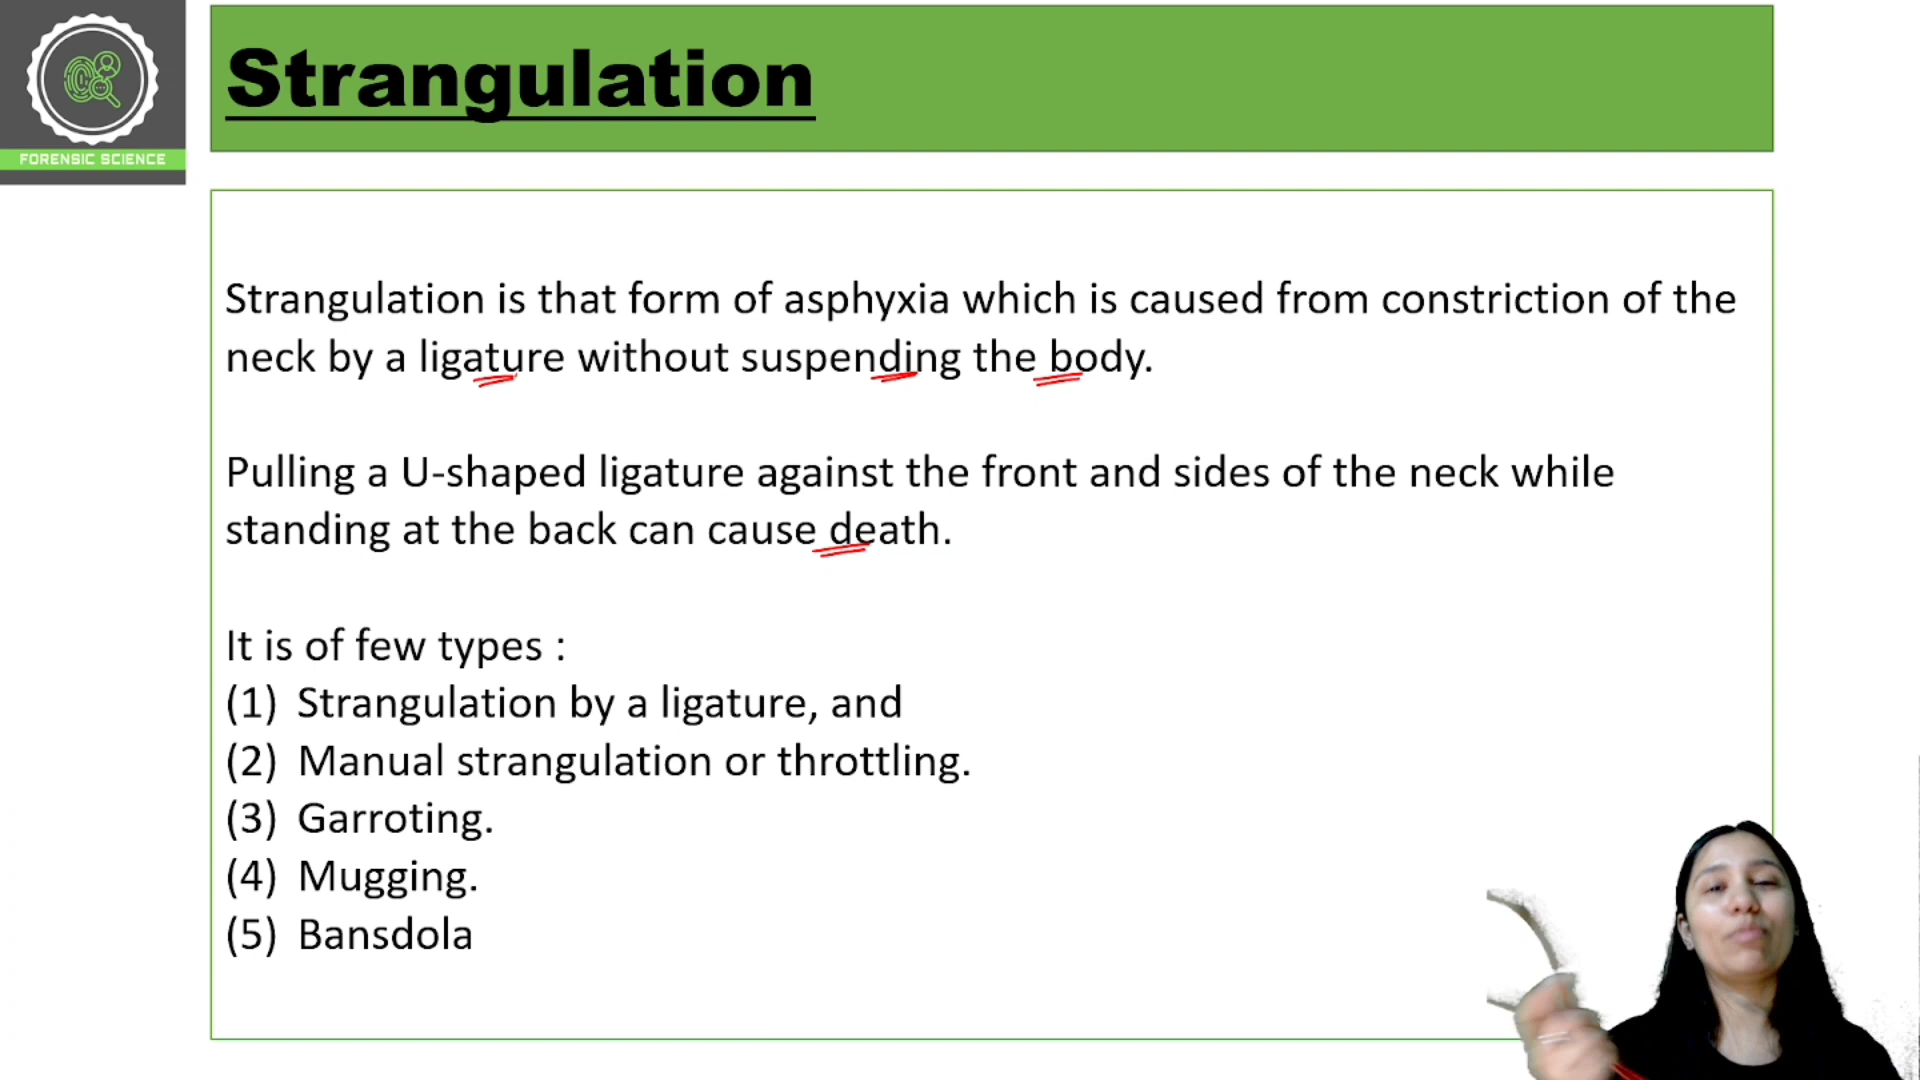 FORENSIC SCIENCE
Strangulation
Strangulation is that form of asphyxia which is caused from constriction of the
neck by a ligature without suspending the body.
Pulling a U-shaped ligature against the front and sides of the neck while
standing at the back can cause death.
It is of few types :
(1) Strangulation by a ligature, and
(2) Manual strangulation or throttling.
(3) Garroting.
(4) Mugging.
(5) Bansdola